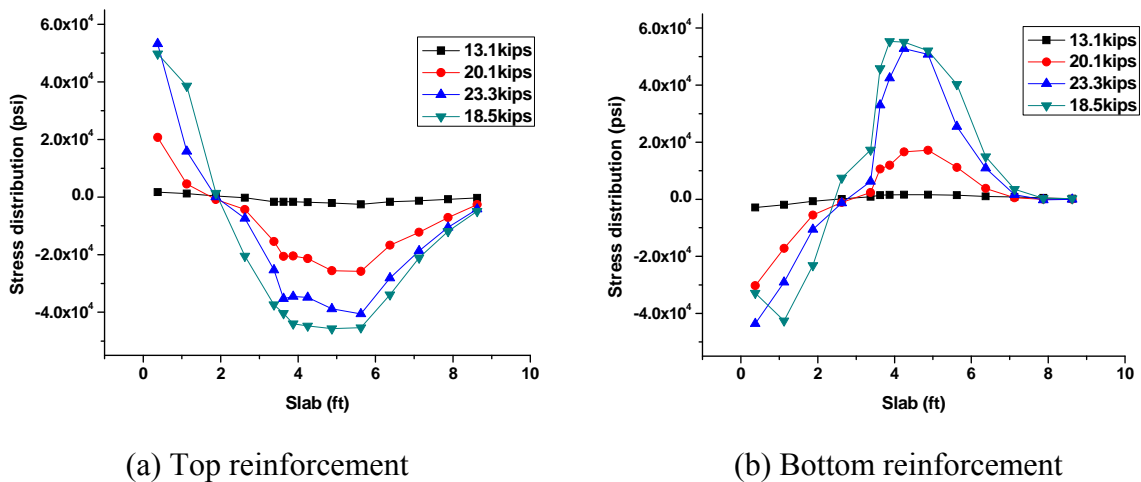 6.0x10⁴
4.0x10⁴
2.0x10⁴
0.0
-2.0x10⁴
-4.0x10⁴
Stress distribution (psi)
0
2
4
6
8
10
Slab (ft)
13.1kips
20.1kips
23.3kips
18.5kips
(a) Top reinforcement
6.0x10⁴
4.0x10⁴
2.0x10⁴
0.0
-2.0x10⁴
-4.0x10⁴
Stress distribution (psi)
0
2
4
6
8
10
Slab (ft)
13.1kips
20.1kips
23.3kips
18.5kips
(b) Bottom reinforcement